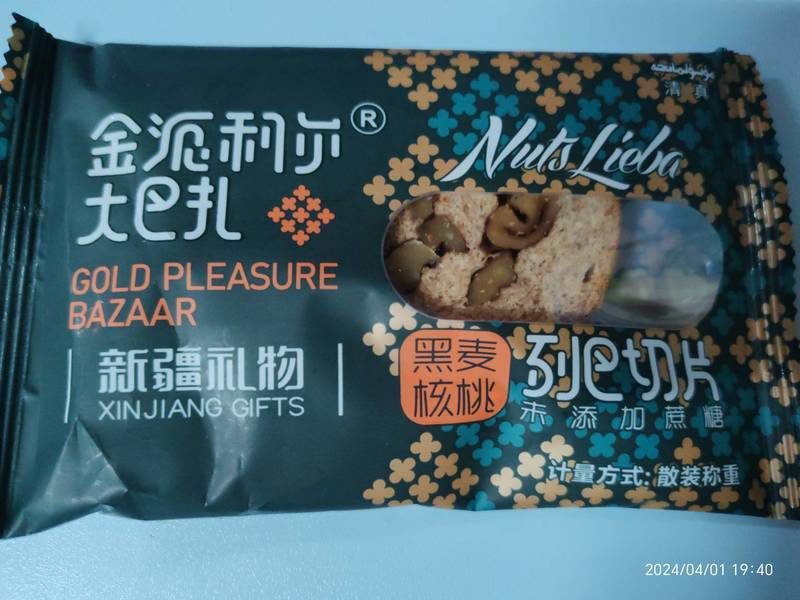 金派利尔®
大巴扎
GOLD PLEASURE
BAZAAR
新疆礼物
XINJIANG GIFTS
清真
Nuts Lieba
黑麦
核桃
列巴切片
未添加蔗糖
计量方式:散装称重
2024/04/01 19:40